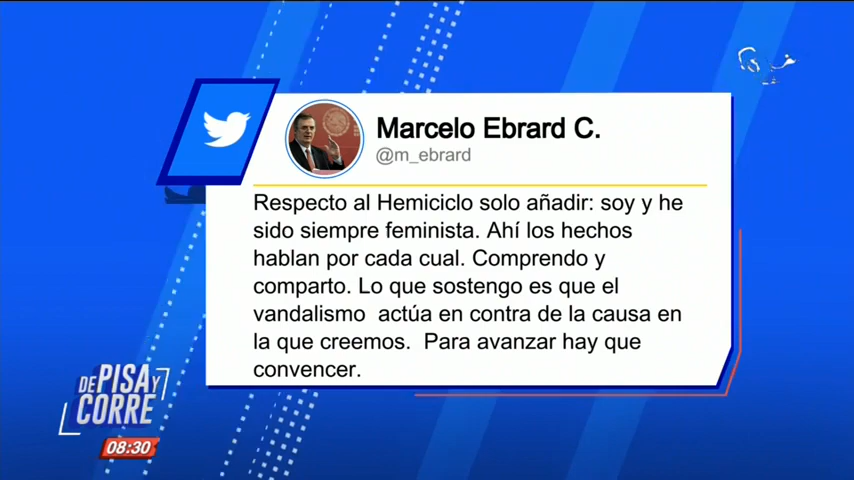 Marcelo Ebrard C.
@m_ebrard
Respecto al Hemiciclo solo añadir: soy y he
sido siempre feminista. Ahí los hechos
hablan por cada cual. Comprendo y
comparto. Lo que sostengo es que el
vandalismo  actúa en contra de la causa en
la que creemos.  Para avanzar hay que
convencer.
DE PISA Y
CORRE
08:30